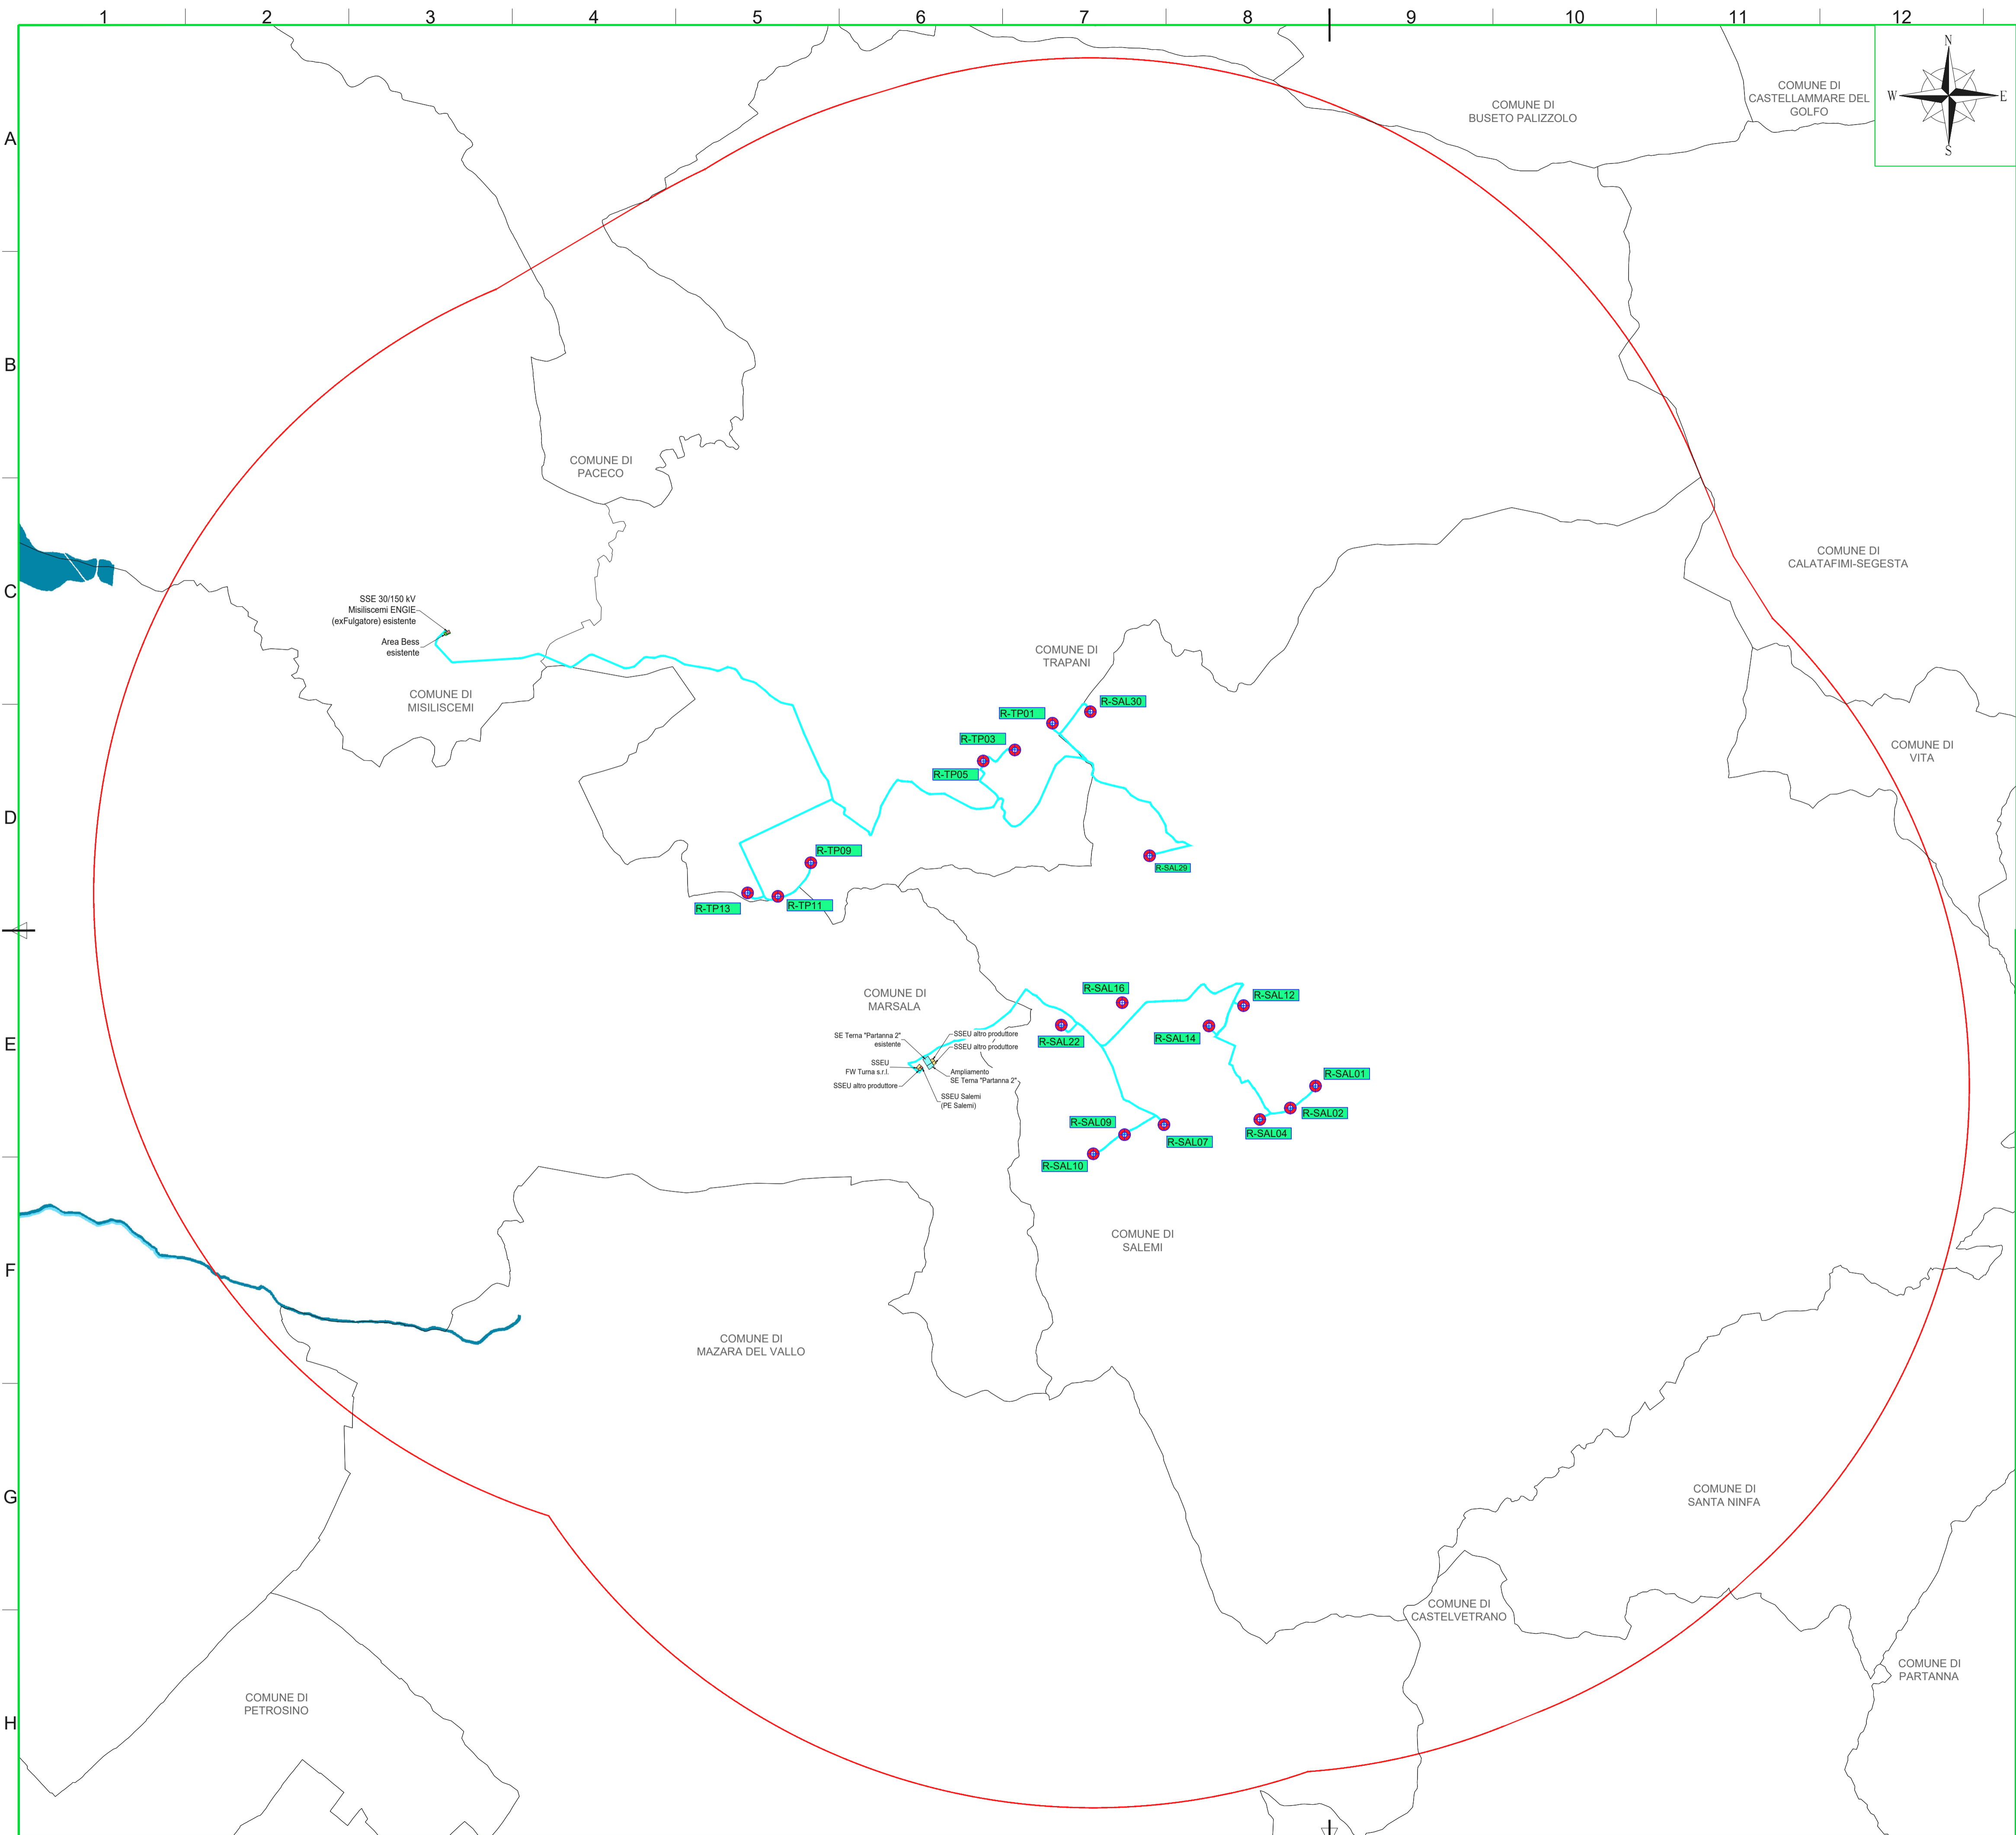 1 2 3 4 5 6 7 8 9 10 11 12
N
W E
S
A
B
C
D
E
F
G
H
COMUNE DI
BUSETO PALIZZOLO
COMUNE DI
CASTELLAMMARE DEL
GOLFO
COMUNE DI
PACECO
COMUNE DI
CALATAFIMI-SEGESTA
SSE 30/150 kV
Misiliscemi ENGIE
(exFulgatore) esistente
Area Bess
esistente
COMUNE DI
MISILISCEMI
COMUNE DI
TRAPANI
R-SAL30
R-TP01
R-TP03
R-TP05
COMUNE DI
VITA
R-TP09
R-SAL29
R-TP13
R-TP11
COMUNE DI
MARSALA
R-SAL16
R-SAL12
R-SAL22
R-SAL14
SE Terna "Partanna 2"
esistente
SSEU altro produttore
SSEU altro produttore
SSEU
FW Turna s.r.l.
SSEU altro produttore
Ampliamento
SE Terna "Partanna 2"
SSEU Salemi
(PE Salemi)
R-SAL01
R-SAL02
R-SAL04
R-SAL09
R-SAL07
R-SAL10
COMUNE DI
SALEMI
COMUNE DI
MAZARA DEL VALLO
COMUNE DI
SANTA NINFA
COMUNE DI
CASTELVETRANO
COMUNE DI
PARTANNA
COMUNE DI
PETROSINO